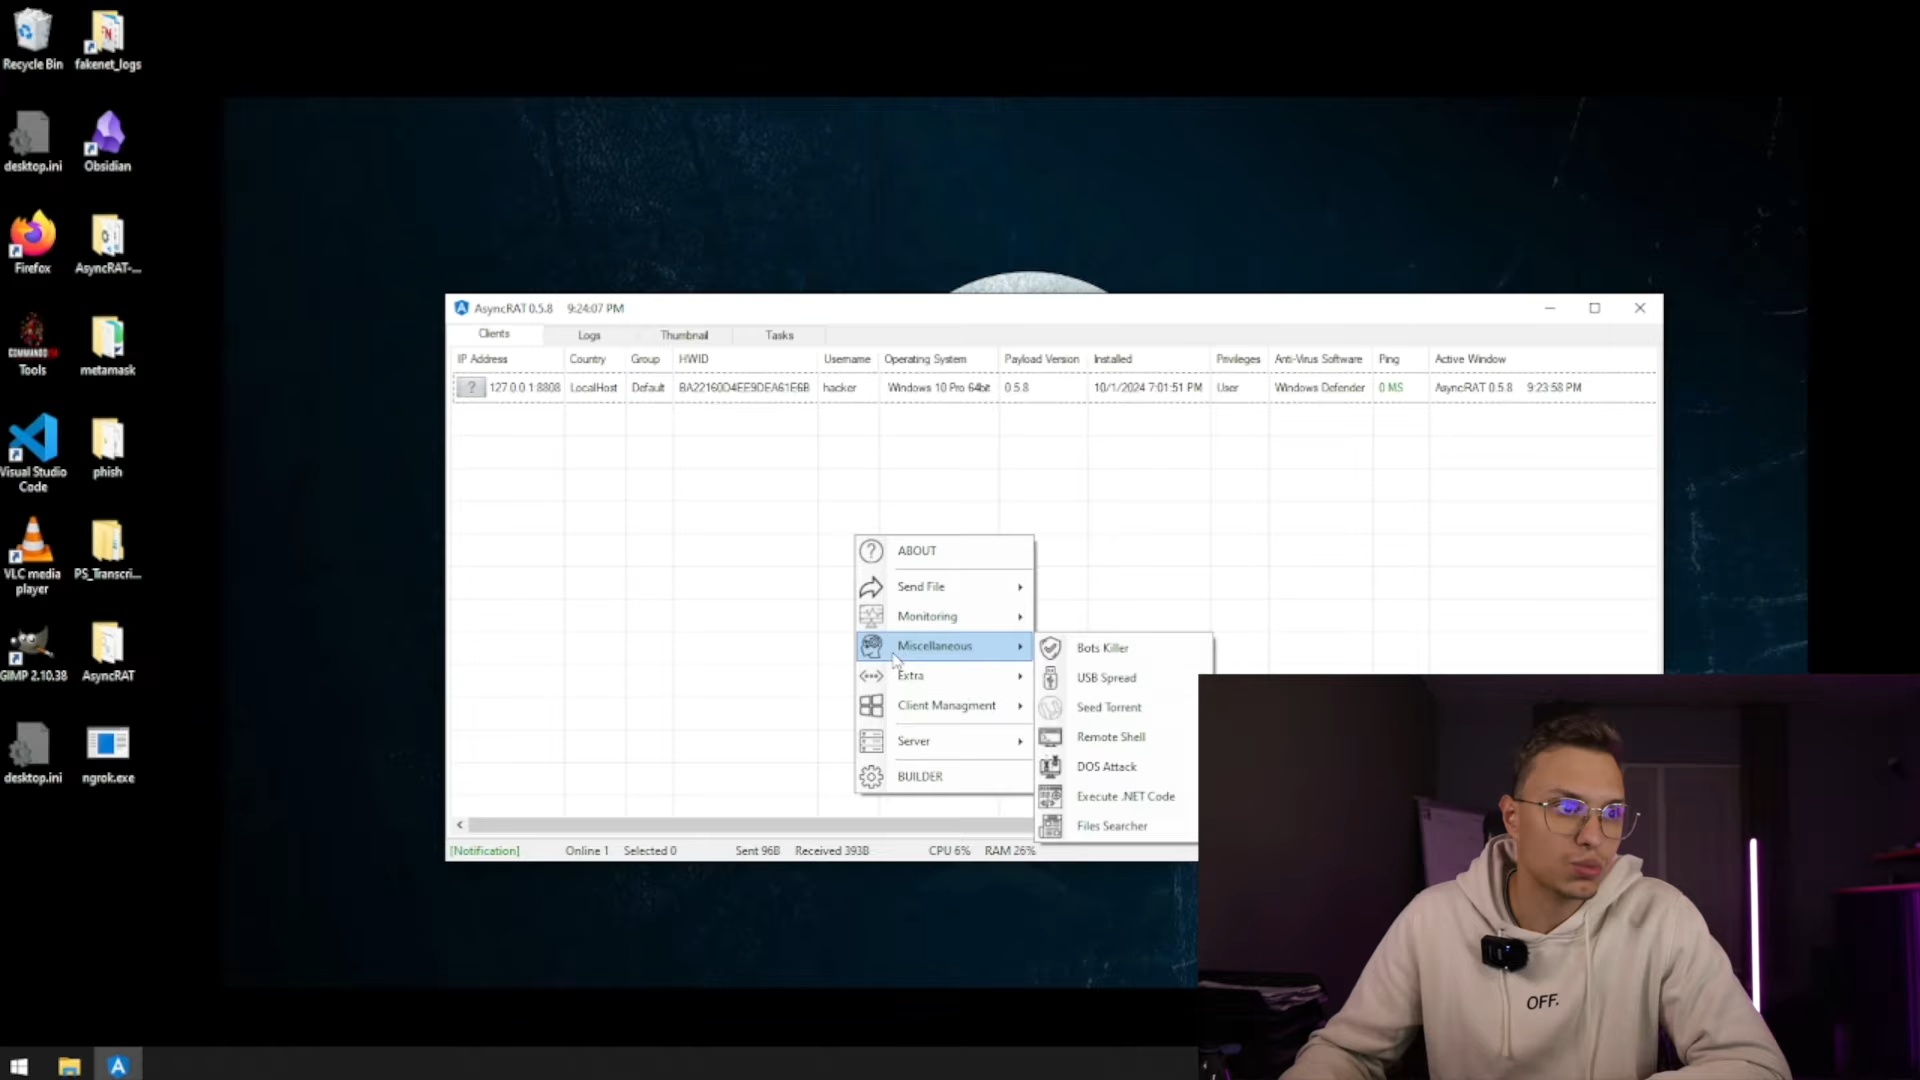 Recycle Bin
fakenet_logs
desktop.ini
Obsidian
Firefox
AsyncRAT-...
COMMANDO
Tools
metamask
Visual Studio
Code
phish
VLC media
player
PS_Transcri...
GIMP 2.10.38
AsyncRAT
desktop.ini
ngrok.exe
AsyncRAT 0.5.8 9:24:07 PM
Clients Logs Thumbnail Tasks
IP Address Country Group HWID Username Operating System Payload Version Installed Privileges Anti-Virus Software Ping Active Window
? 127.0.0.1:8808 LocalHost Default BA22160D4EE9DEA61E6B hacker Windows 10 Pro 64bit 0.5.8 10/1/2024 7:01:51 PM User Windows Defender 0 MS AsyncRAT 0.5.8 9:23:58 PM
ABOUT
Send File
Monitoring
Miscellaneous
Extra
Client Managment
Server
BUILDER
Bots Killer
USB Spread
Seed Torrent
Remote Shell
DOS Attack
Execute .NET Code
Files Searcher
[Notification] Online 1 Selected 0 Sent 96B Received 393B CPU 6% RAM 26%
OFF.